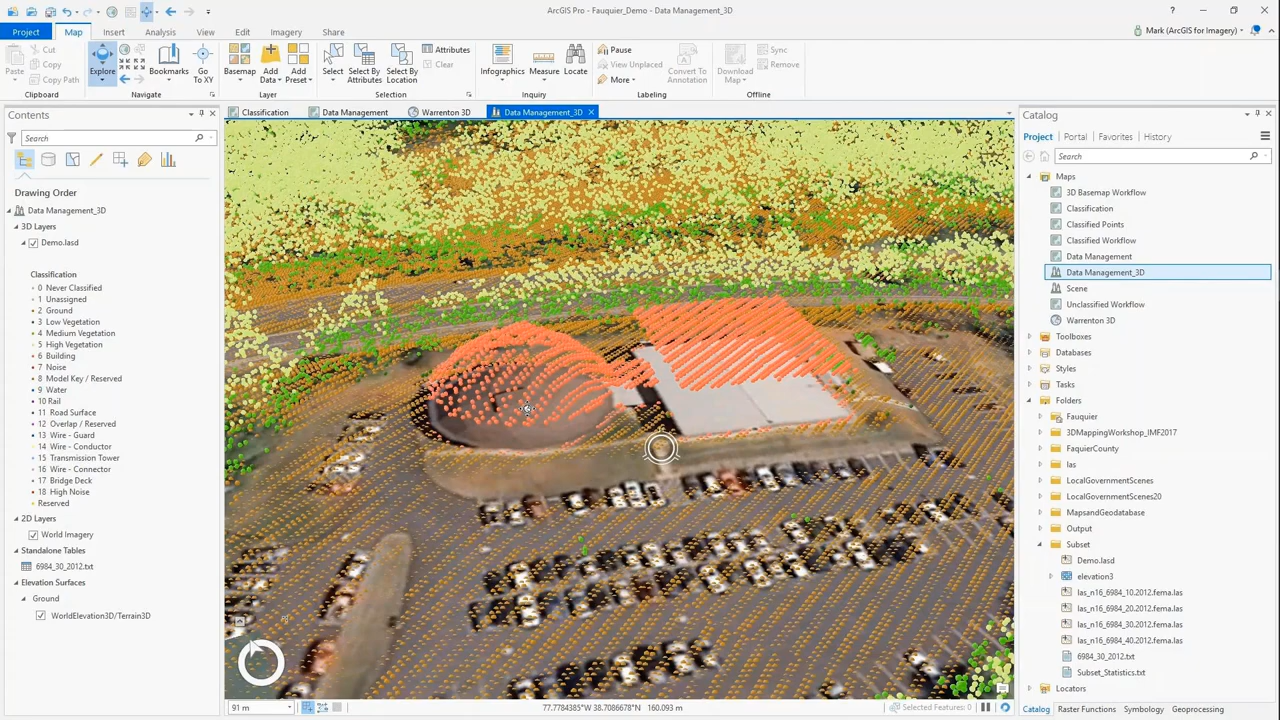 ArcGIS Pro - Fauquier_Demo - Data_Management_3D
?
Project
Map
Insert
Analysis
View
Edit
Imagery
Share
Mark (ArcGIS for Imagery)
Paste
Cut
Copy
Copy Path
Clipboard
Explore
Bookmarks
Go To XY
Navigate
Basemap
Add Data
Add Preset
Layer
Select
Select By Attributes
Select By Location
Attributes
Clear
Selection
Infographics
Measure
Locate
Inquiry
Pause
View Unplaced
More
Convert To Annotation
Labeling
Download Map
Sync
Remove
Offline
Contents
Search
Drawing Order
Data Management_3D
3D Layers
Demo.lasd
Classification
0 Never Classified
1 Unassigned
2 Ground
3 Low Vegetation
4 Medium Vegetation
5 High Vegetation
6 Building
7 Noise
8 Model Key / Reserved
9 Water
10 Rail
11 Road Surface
12 Overlap / Reserved
13 Wire - Guard
14 Wire - Conductor
15 Transmission Tower
16 Wire - Connector
17 Bridge Deck
18 High Noise
Reserved
2D Layers
World Imagery
Standalone Tables
6984_30_2012.txt
Elevation Surfaces
Ground
WorldElevation3D/Terrain3D
Classification
Data Management
Warrenton 3D
Data Management_3D
91 m
77.7784385°W 38.7086678°N
160.093 m
Selected Features: 0
Catalog
Project
Portal
Favorites
History
Search
Maps
3D Basemap Workflow
Classification
Classified Points
Classified Workflow
Data Management
Data Management_3D
Scene
Unclassified Workflow
Warrenton 3D
Toolboxes
Databases
Styles
Tasks
Folders
Fauquier
3DMappingWorkshop_IMF2017
FaquierCounty
las
LocalGovernmentScenes
LocalGovernmentScenes20
MapsandGeodatabase
Output
Subset
Demo.lasd
elevation3
las_n16_6984_10.2012.fema.las
las_n16_6984_20.2012.fema.las
las_n16_6984_30.2012.fema.las
las_n16_6984_40.2012.fema.las
6984_30_2012.txt
Subset_Statistics.txt
Locators
Catalog
Raster Functions
Symbology
Geoprocessing